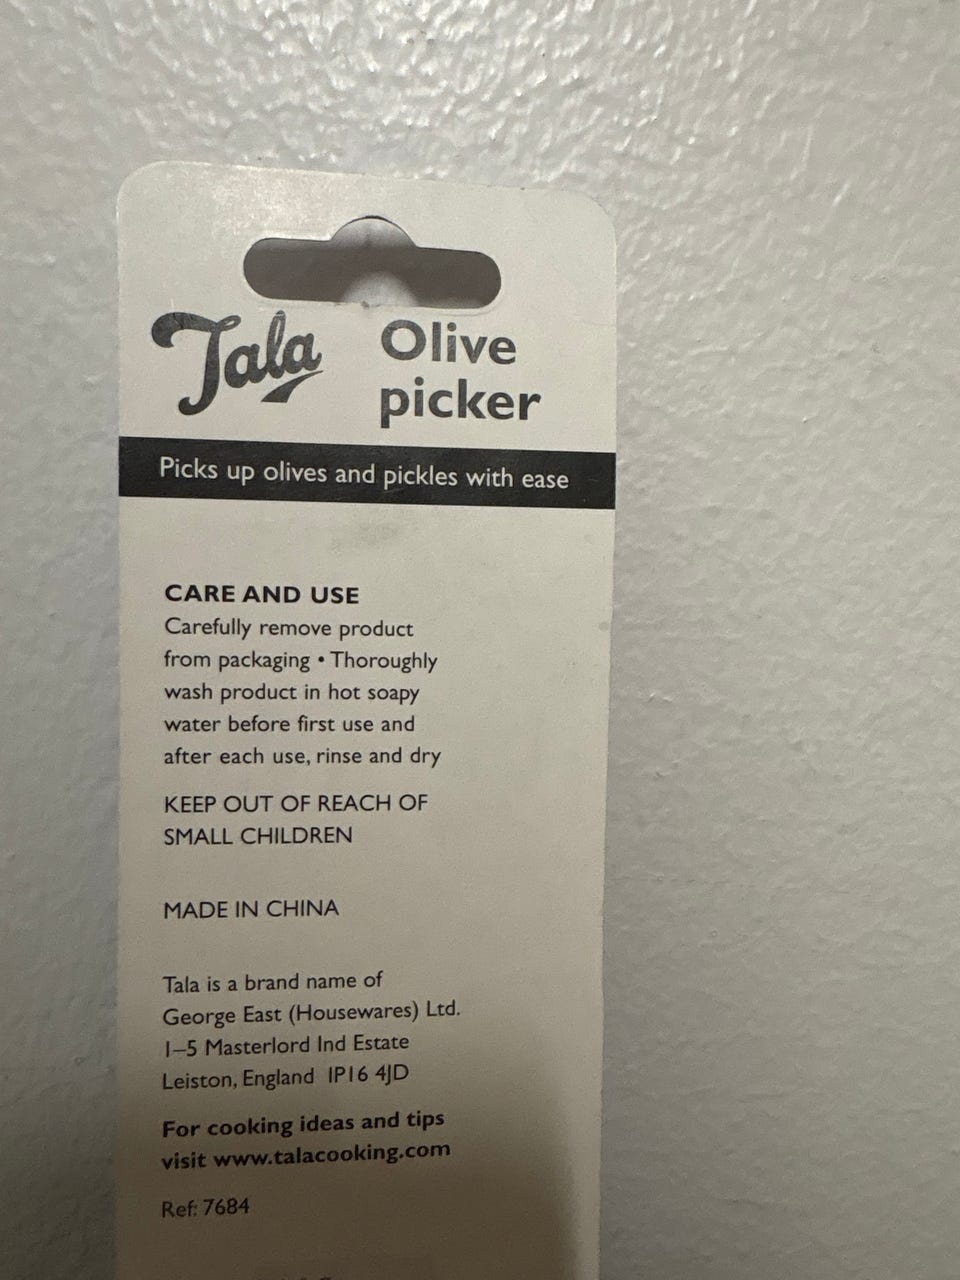 Tala
Olive
picker
Picks up olives and pickles with ease
CARE AND USE
Carefully remove product
from packaging • Thoroughly
wash product in hot soapy
water before first use and
after each use, rinse and dry
KEEP OUT OF REACH OF
SMALL CHILDREN
MADE IN CHINA
Tala is a brand name of
George East (Housewares) Ltd.
1–5 Masterlord Ind Estate
Leiston, England IP16 4JD
For cooking ideas and tips
visit www.talacooking.com
Ref: 7684